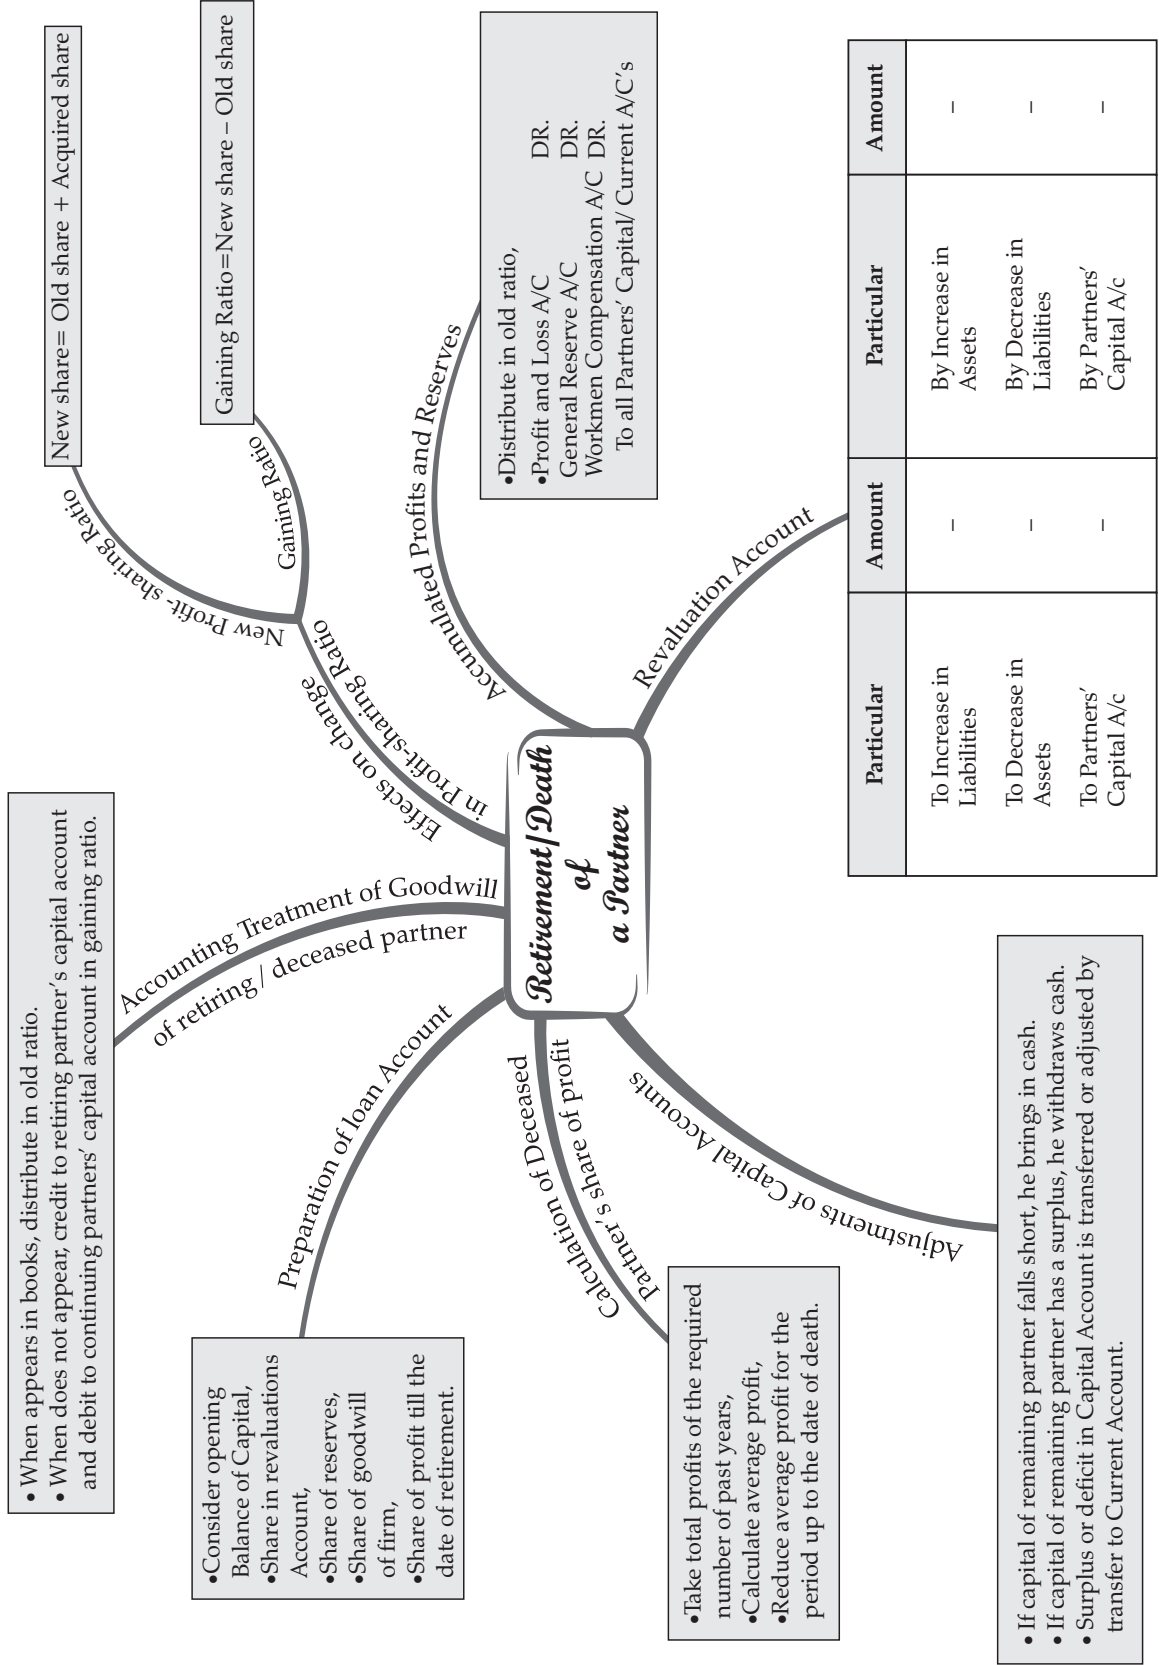 Retirement/Death
of
a Partner
Accounting Treatment of Goodwill
of retiring / deceased partner
• When appears in books, distribute in old ratio.
• When does not appear, credit to retiring partner's capital account
and debit to continuing partners' capital account in gaining ratio.
Effects on change
in Profit-sharing Ratio
New Profit- sharing Ratio
New share= Old share + Acquired share
Gaining Ratio
Gaining Ratio=New share – Old share
Accumulated Profits and Reserves
•Distribute in old ratio,
•Profit and Loss A/C DR.
General Reserve A/C DR.
Workmen Compensation A/C DR.
To all Partners' Capital/ Current A/C's
Revaluation Account
Particular Amount Particular Amount
To Increase in – By Increase in –
Liabilities Assets
To Decrease in – By Decrease in –
Assets Liabilities
To Partners' – By Partners' –
Capital A/c Capital A/c
Preparation of loan Account
•Consider opening
Balance of Capital,
•Share in revaluations
Account,
•Share of reserves,
•Share of goodwill
of firm,
•Share of profit till the
date of retirement.
Calculation of Deceased
Partner's share of profit
•Take total profits of the required
number of past years,
•Calculate average profit,
•Reduce average profit for the
period up to the date of death.
Adjustments of Capital Accounts
• If capital of remaining partner falls short, he brings in cash.
• If capital of remaining partner has a surplus, he withdraws cash.
• Surplus or deficit in Capital Account is transferred or adjusted by
transfer to Current Account.